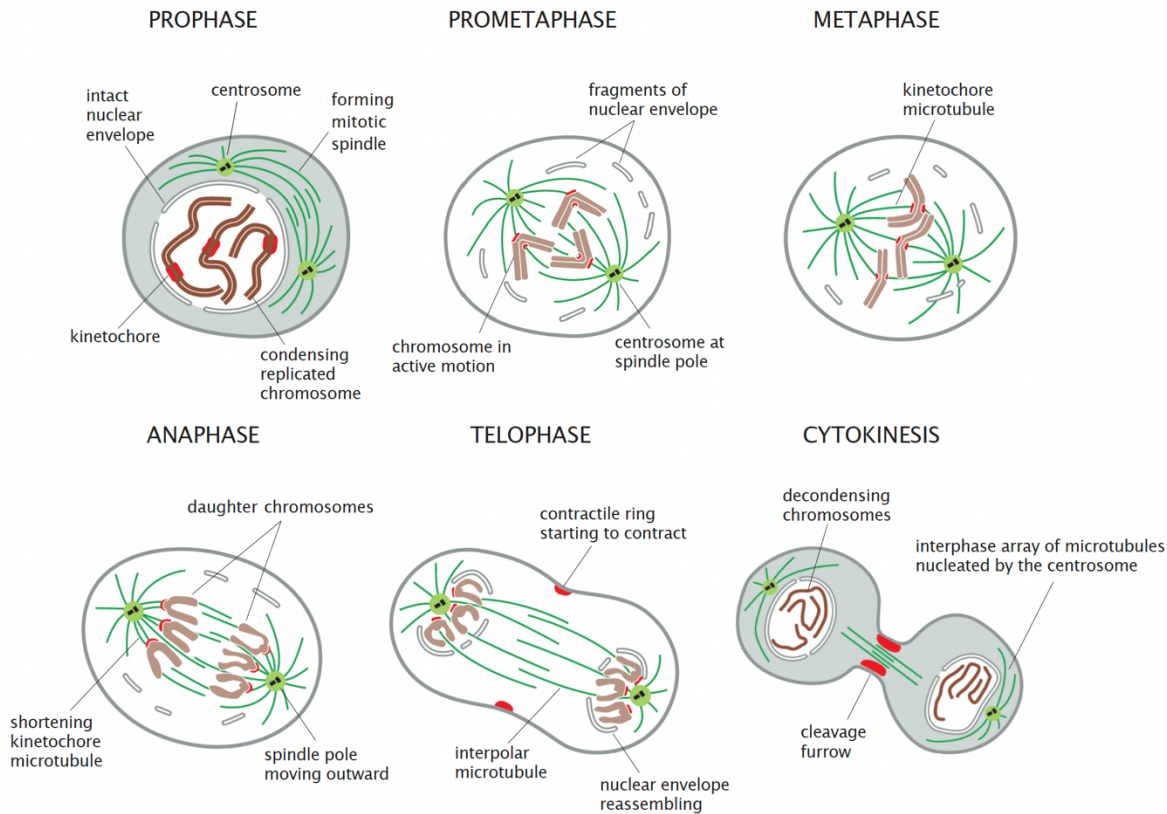 PROPHASE
intact
nuclear
envelope
centrosome
forming
mitotic
spindle
kinetochore
condensing
replicated
chromosome
PROMETAPHASE
fragments of
nuclear envelope
chromosome in
active motion
centrosome at
spindle pole
METAPHASE
kinetochore
microtubule
ANAPHASE
daughter chromosomes
shortening
kinetochore
microtubule
spindle pole
moving outward
TELOPHASE
contractile ring
starting to contract
interpolar
microtubule
nuclear envelope
reassembling
CYTOKINESIS
decondensing
chromosomes
interphase array of microtubules
nucleated by the centrosome
cleavage
furrow